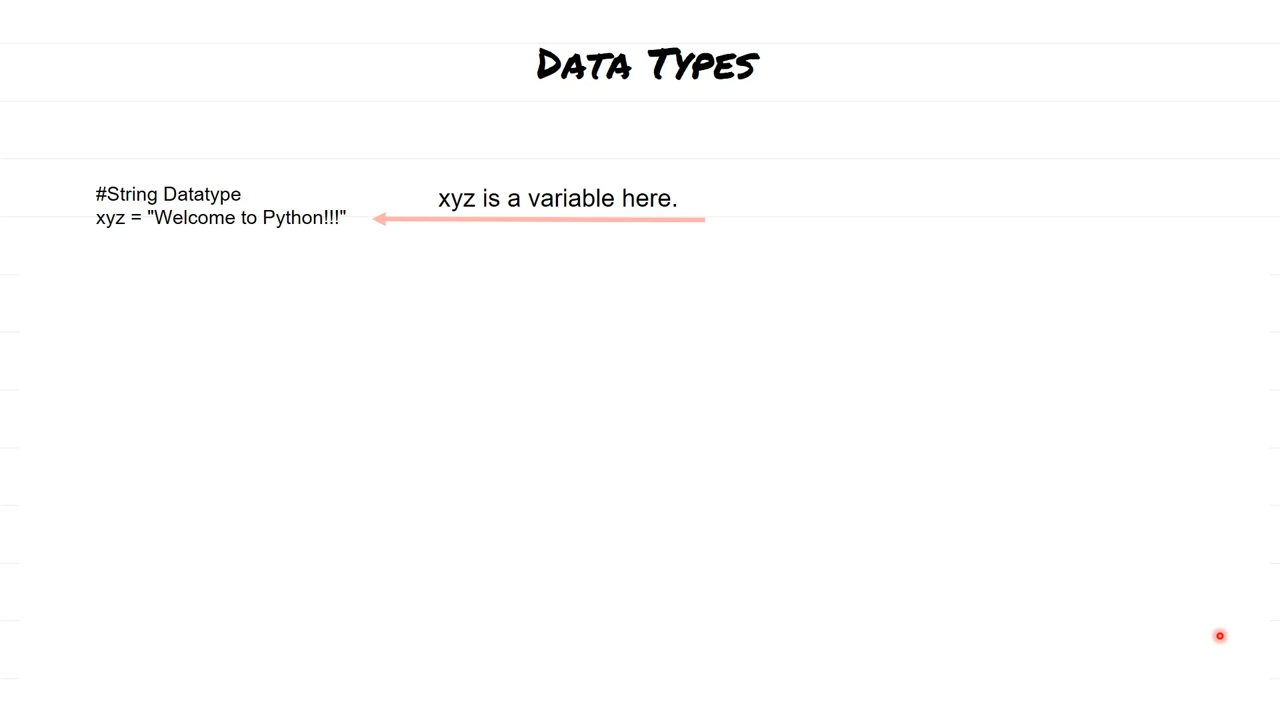 Data Types
#String Datatype
xyz = "Welcome to Python!!!"
xyz is a variable here.